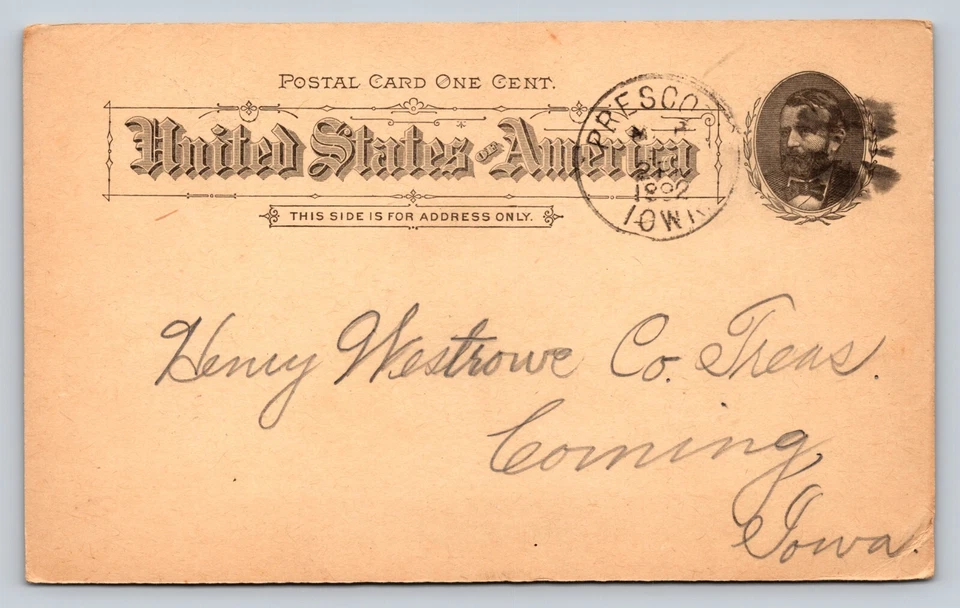 POSTAL CARD ONE CENT.
United States of America
THIS SIDE IS FOR ADDRESS ONLY.
PRESCO
1892
IOWA
Henry Westrowe Co. Treas.
Corning
Iowa.